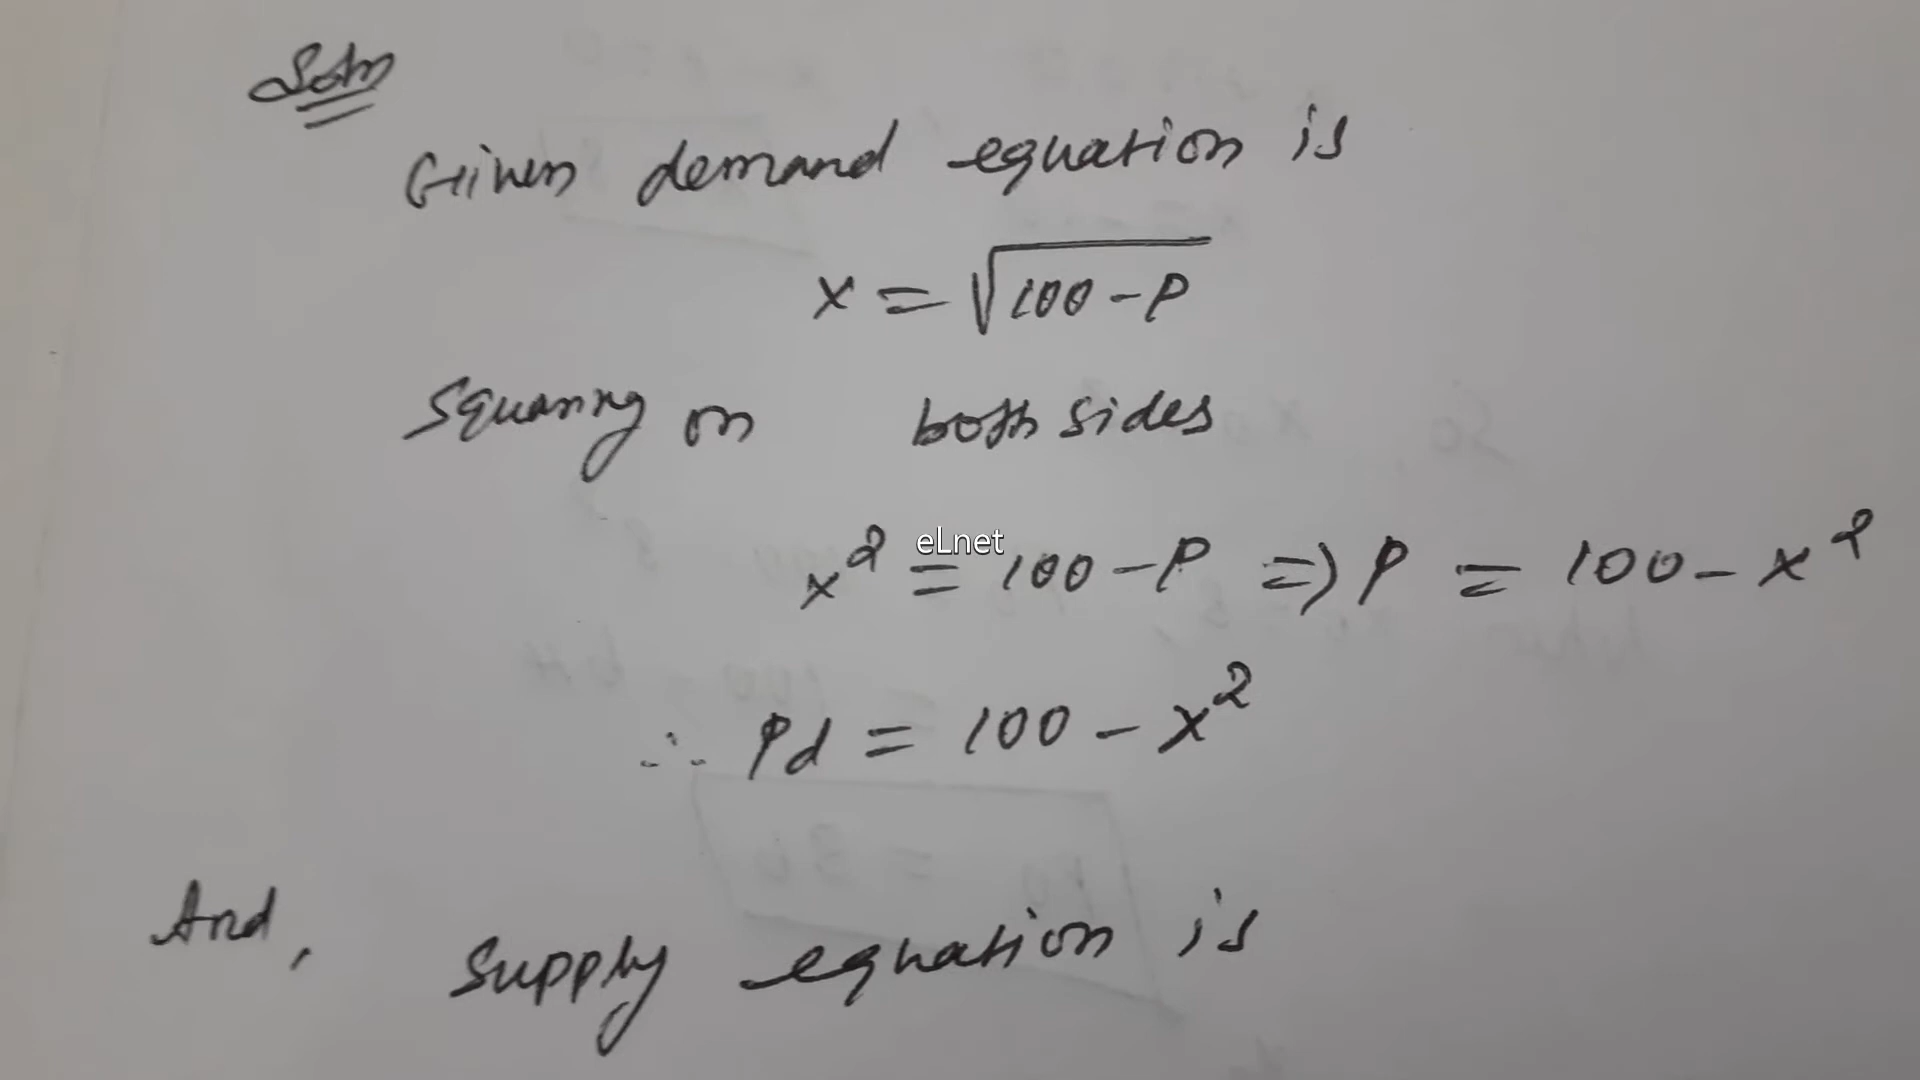 Soln
Given demand equation is
x = √100 - P
Squaring on both sides
x² = 100 - P => P = 100 - x²
eLnet
∴ Pd = 100 - x²
And, supply equation is